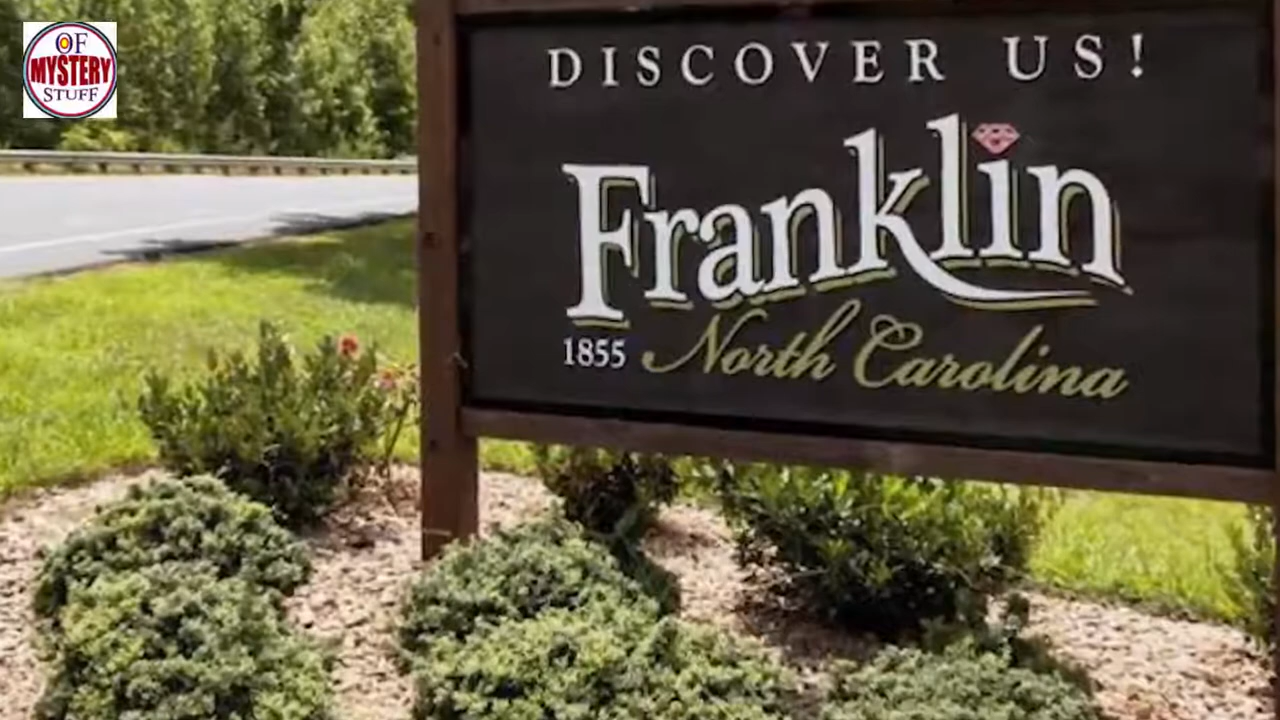 OF
MYSTERY
STUFF
DISCOVER US!
Franklin
1855 North Carolina